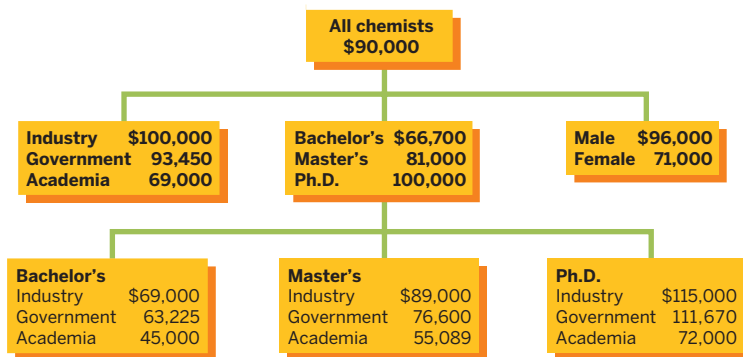 All chemists
$90,000
Industry $100,000
Government 93,450
Academia 69,000
Bachelor's $66,700
Master's 81,000
Ph.D. 100,000
Male $96,000
Female 71,000
Bachelor's
Industry $69,000
Government 63,225
Academia 45,000
Master's
Industry $89,000
Government 76,600
Academia 55,089
Ph.D.
Industry $115,000
Government 111,670
Academia 72,000